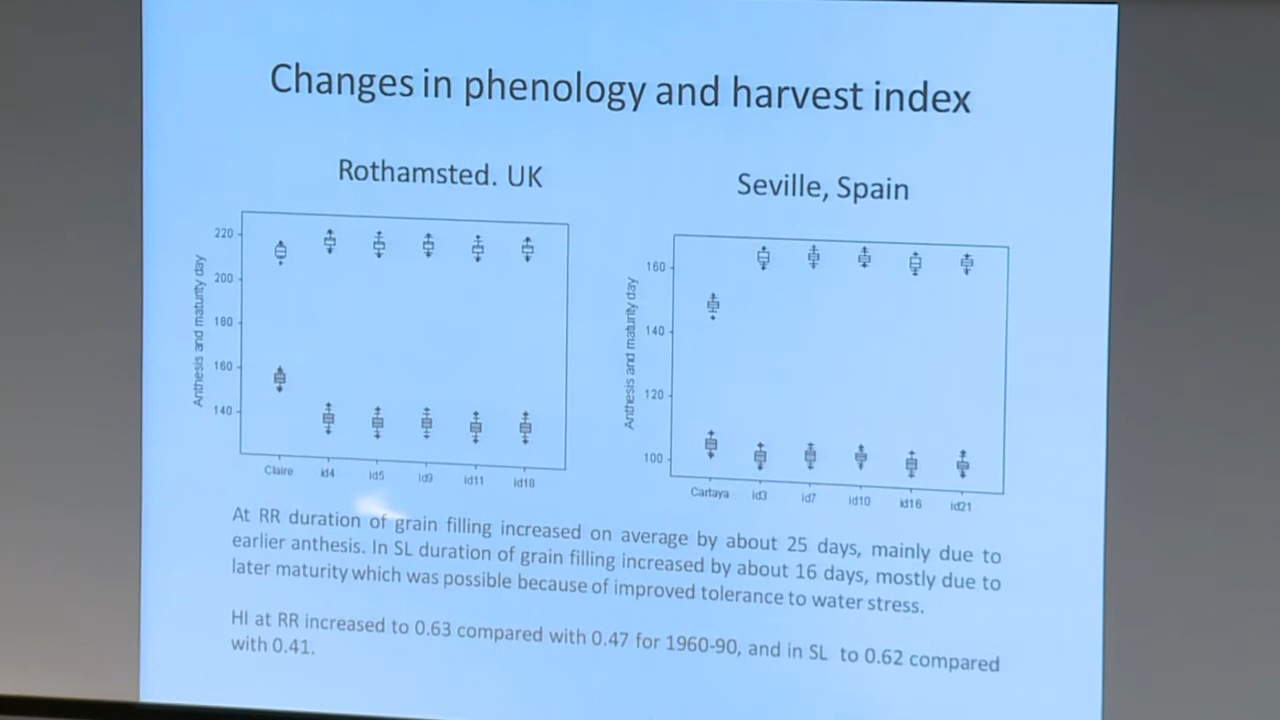 Changes in phenology and harvest index
Rothamsted. UK
Seville, Spain
Anthesis and maturity day
220
200
180
160
140
Claire
id4
id5
id9
id11
id18
Anthesis and maturity day
160
140
120
100
Cartaya
id3
id7
id10
id16
id21
At RR duration of grain filling increased on average by about 25 days, mainly due to
earlier anthesis. In SL duration of grain filling increased by about 16 days, mostly due to
later maturity which was possible because of improved tolerance to water stress.
HI at RR increased to 0.63 compared with 0.47 for 1960-90, and in SL to 0.62 compared
with 0.41.